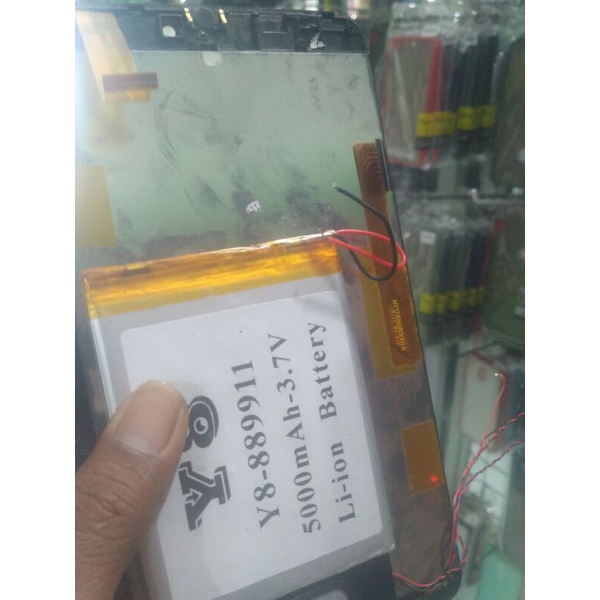 Y8
Y8-889911
5000mAh-3.7V
Li-ion Battery